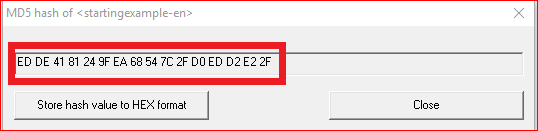 MD5 hash of <startingexample-en>
ED DE 41 81 24 9F EA 68 54 7C 2F D0 ED D2 E2 2F
Store hash value to HEX format
Close